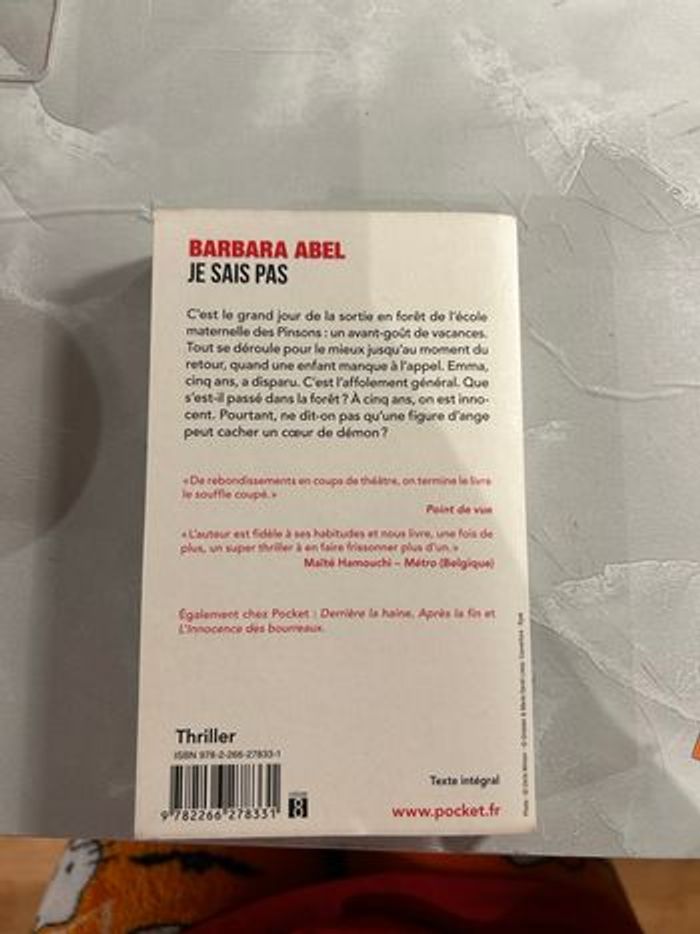 BARBARA ABEL
JE SAIS PAS
C'est le grand jour de la sortie en forêt de l'école
maternelle des Pinsons : un avant-goût de vacances.
Tout se déroule pour le mieux jusqu'au moment du
retour, quand une enfant manque à l'appel. Emma,
cinq ans, a disparu. C'est l'affolement général. Que
s'est-il passé dans la forêt ? À cinq ans, on est inno-
cent. Pourtant, ne dit-on pas qu'une figure d'ange
peut cacher un cœur de démon ?
« De rebondissements en coups de théâtre, on termine le livre
le souffle coupé. »
Point de vue
« L'auteur est fidèle à ses habitudes et nous livre, une fois de
plus, un super thriller à en faire frissonner plus d'un. »
Maïté Hamouchi – Métro (Belgique)
Également chez Pocket : Derrière la haine, Après la fin et
L'Innocence des bourreaux.
Thriller
ISBN 978-2-266-27833-1
9 782266 278331
8
Texte intégral
www.pocket.fr